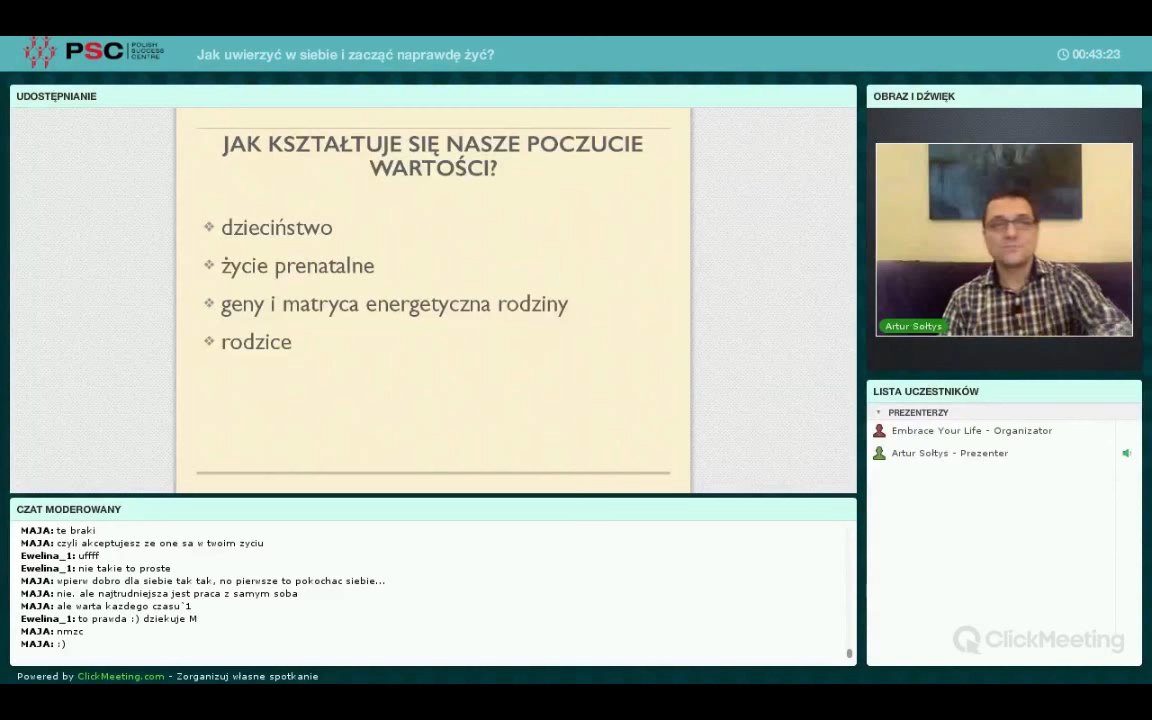 PSC
POLISH
SUCCESS
CENTRE
Jak uwierzyć w siebie i zacząć naprawdę żyć?
00:43:23
UDOSTĘPNIANIE
JAK KSZTAŁTUJE SIĘ NASZE POCZUCIE
WARTOŚCI?
dzieciństwo
życie prenatalne
geny i matryca energetyczna rodziny
rodzice
OBRAZ I DŹWIĘK
Artur Sołtys
LISTA UCZESTNIKÓW
PREZENTERZY
Embrace Your Life - Organizator
Artur Sołtys - Prezenter
ClickMeeting
CZAT MODEROWANY
MAJA: te braki
MAJA: czyli akceptujesz ze one sa w twoim zyciu
Ewelina_1: uffff
Ewelina_1: nie takie to proste
MAJA: wpierw dobro dla siebie tak tak, no pierwsze to pokochac siebie...
MAJA: nie. ale najtrudniejsza jest praca z samym soba
MAJA: ale warta kazdego czasu`1
Ewelina_1: to prawda :) dziekuje M
MAJA: nmzc
MAJA: :)
Powered by ClickMeeting.com - Zorganizuj własne spotkanie